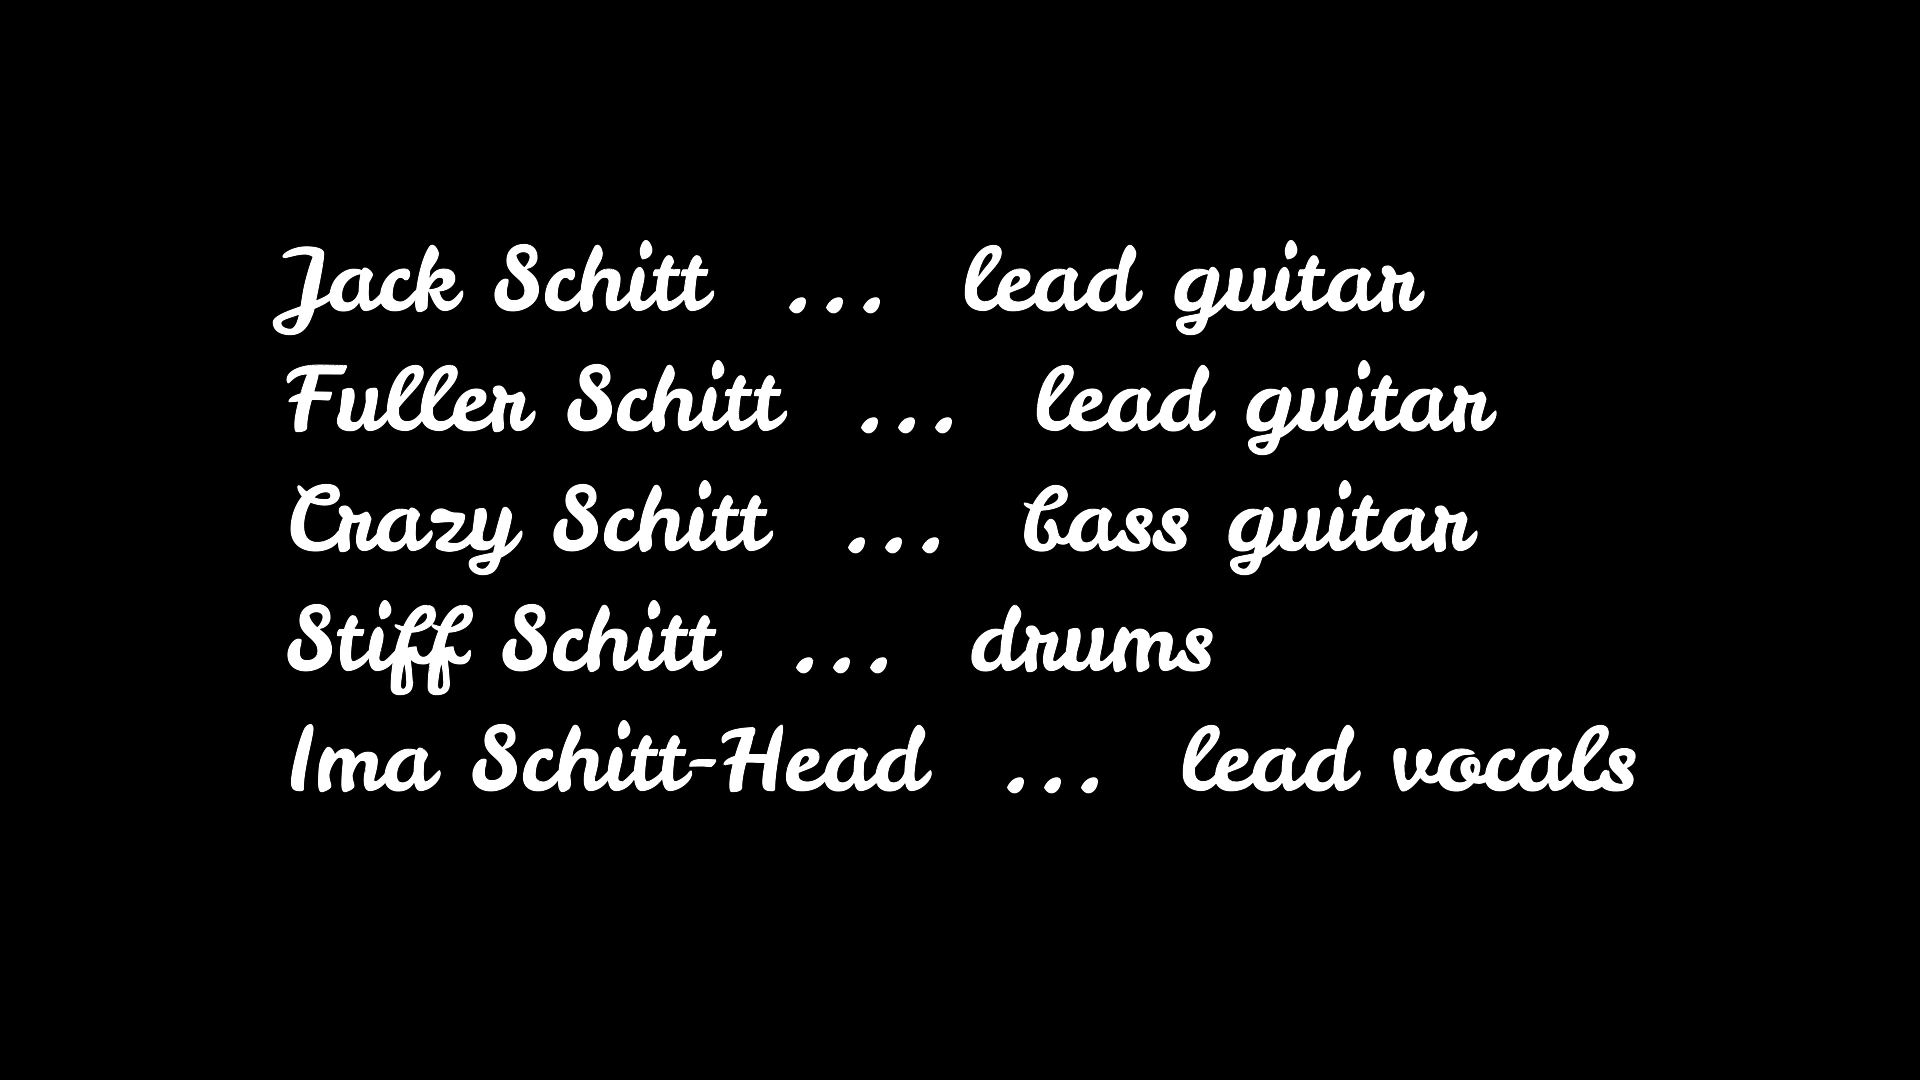 Jack Schitt ... lead guitar
Fuller Schitt ... lead guitar
Crazy Schitt ... bass guitar
Stiff Schitt ... drums
Ima Schitt-Head ... lead vocals